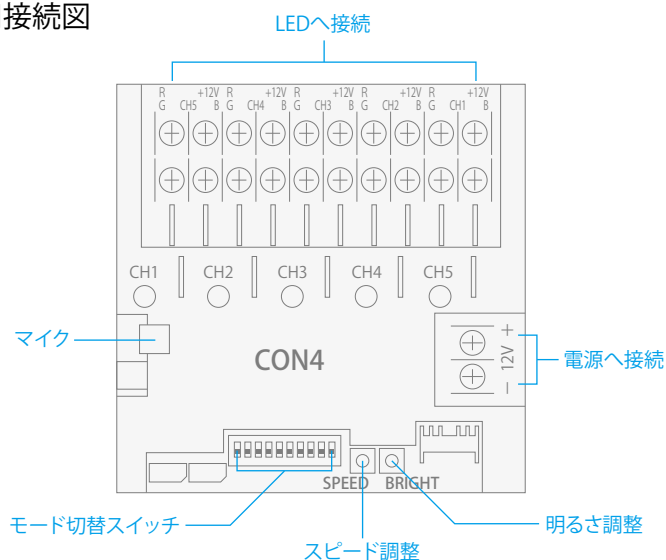 接続図
LEDへ接続
R +12V R +12V R +12V R +12V R +12V
G CH5 B G CH4 B G CH3 B G CH2 B G CH1 B
CH1 CH2 CH3 CH4 CH5
マイク
CON4
+
12V
−
電源へ接続
SPEED BRIGHT
モード切替スイッチ
明るさ調整
スピード調整